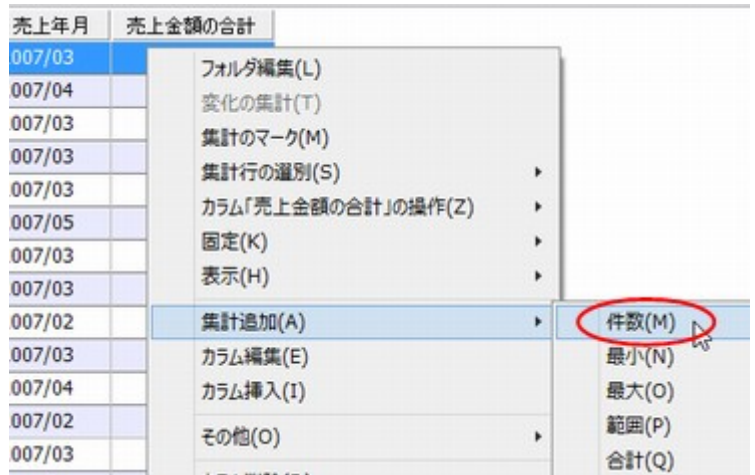 売上年月 売上金額の合計
007/03
007/04
007/03
007/03
007/03
007/05
007/03
007/03
007/02
007/03
007/04
007/02
007/03
フォルダ編集(L)
変化の集計(T)
集計のマーク(M)
集計行の選別(S)
カラム「売上金額の合計」の操作(Z)
固定(K)
表示(H)
集計追加(A)
カラム編集(E)
カラム挿入(I)
その他(O)
件数(M)
最小(N)
最大(O)
範囲(P)
合計(Q)